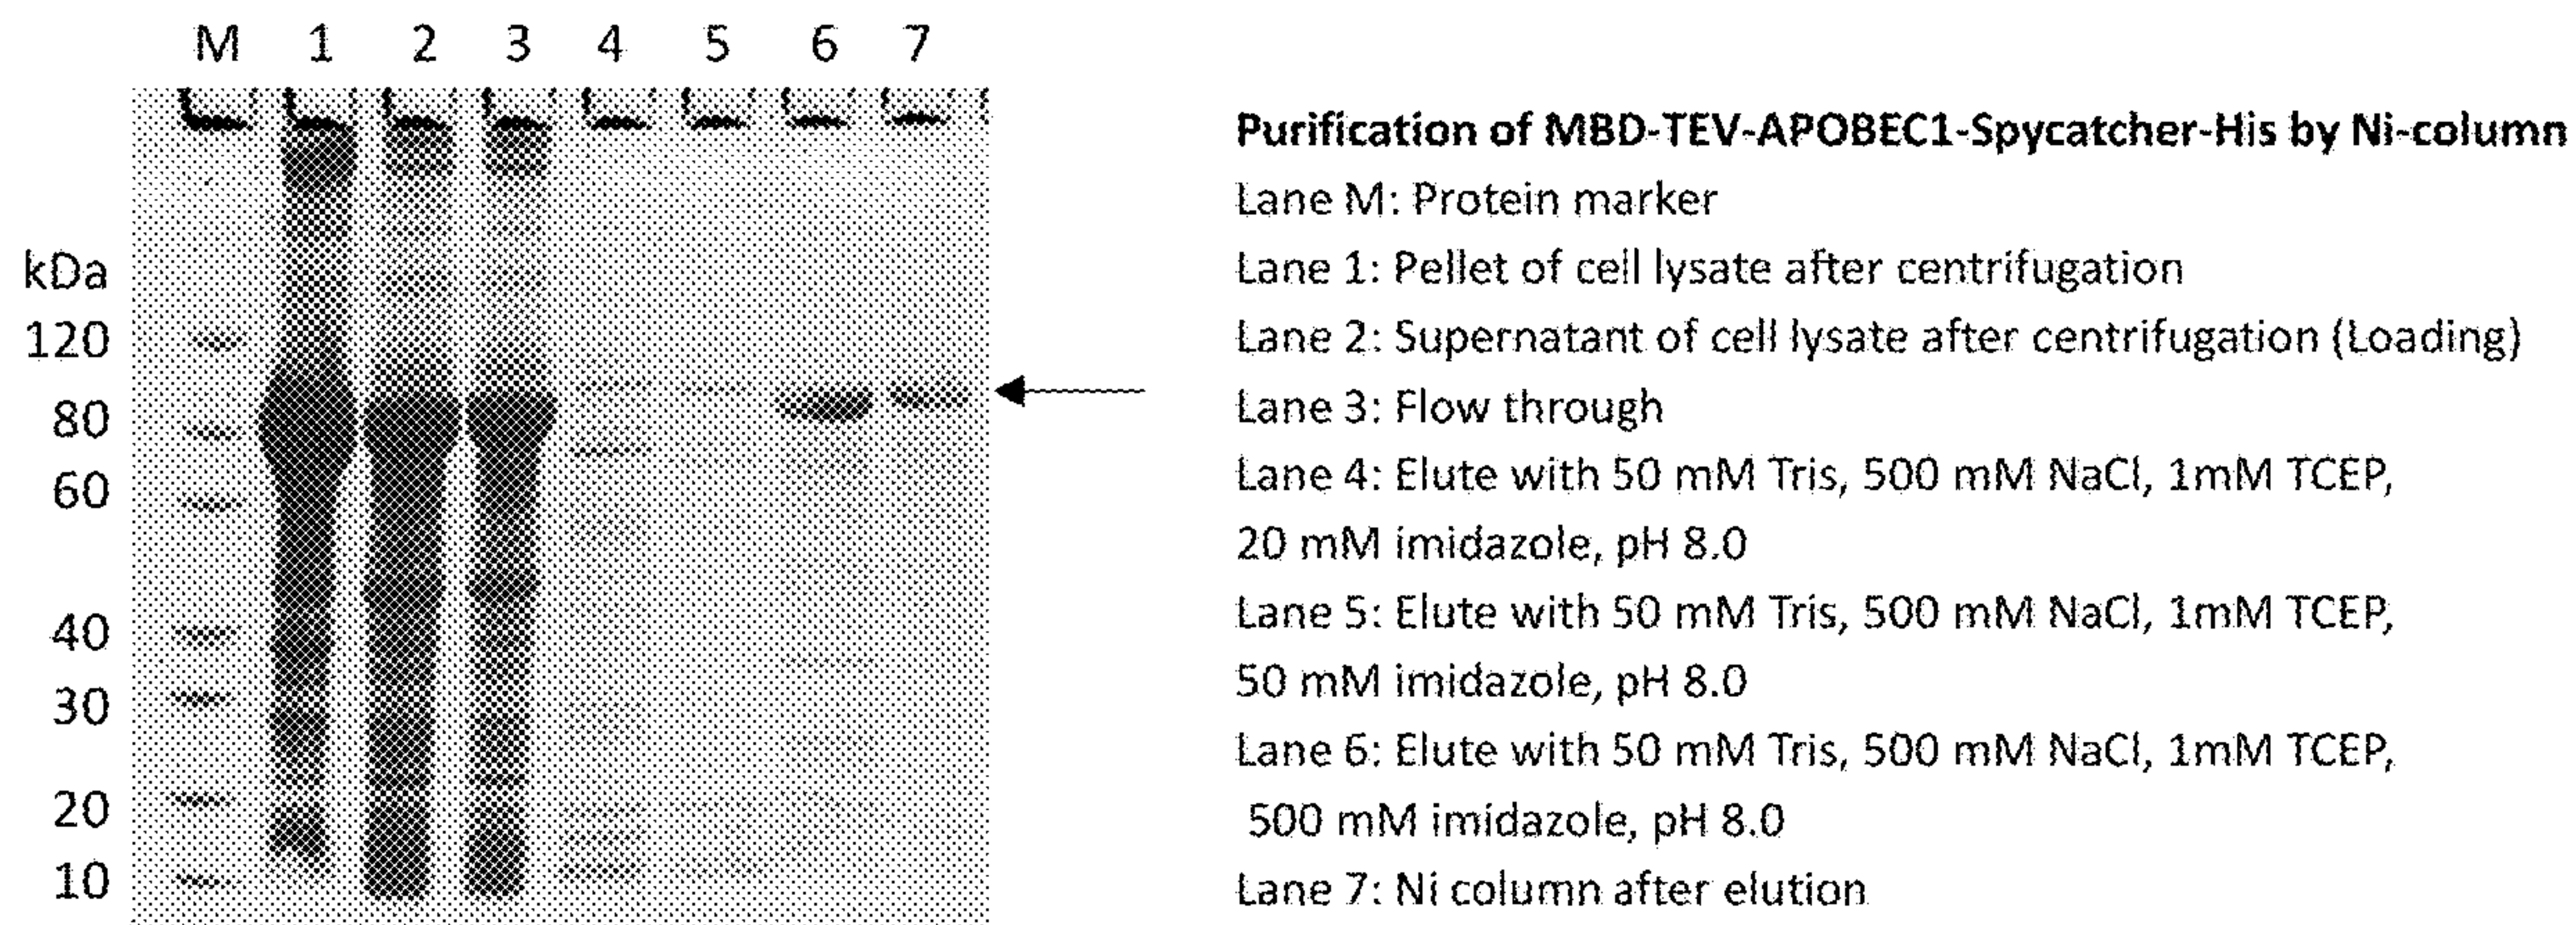 M 1 2 3 4 5 6 7
kDa
120
80
60
40
30
20
10
Purification of MBD-TEV-APOBEC1-Spycatcher-His by Ni-column
Lane M: Protein marker
Lane 1: Pellet of cell lysate after centrifugation
Lane 2: Supernatant of cell lysate after centrifugation (Loading)
Lane 3: Flow through
Lane 4: Elute with 50 mM Tris, 500 mM NaCl, 1mM TCEP,
20 mM imidazole, pH 8.0
Lane 5: Elute with 50 mM Tris, 500 mM NaCl, 1mM TCEP,
50 mM imidazole, pH 8.0
Lane 6: Elute with 50 mM Tris, 500 mM NaCl, 1mM TCEP,
500 mM imidazole, pH 8.0
Lane 7: Ni column after elution